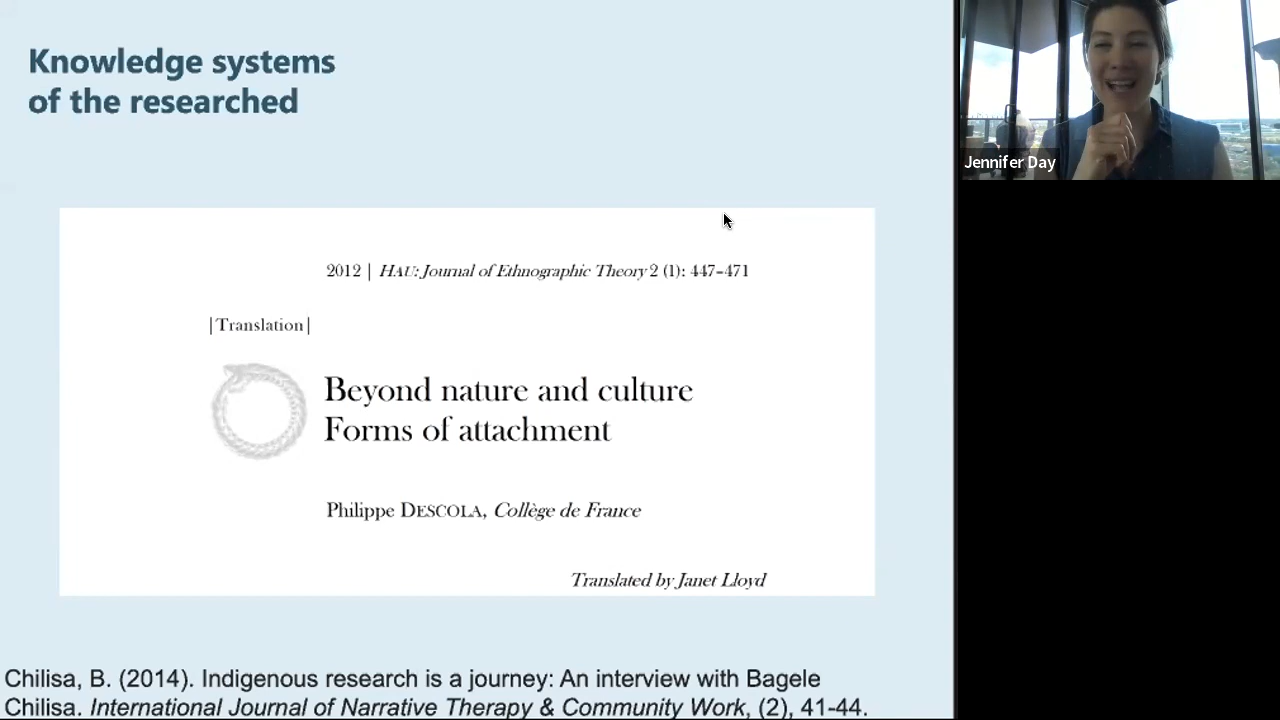 Knowledge systems
of the researched
Jennifer Day
2012 | HAU: Journal of Ethnographic Theory 2 (1): 447–471
|Translation|
Beyond nature and culture
Forms of attachment
Philippe DESCOLA, Collège de France
Translated by Janet Lloyd
Chilisa, B. (2014). Indigenous research is a journey: An interview with Bagele
Chilisa. International Journal of Narrative Therapy & Community Work, (2), 41-44.